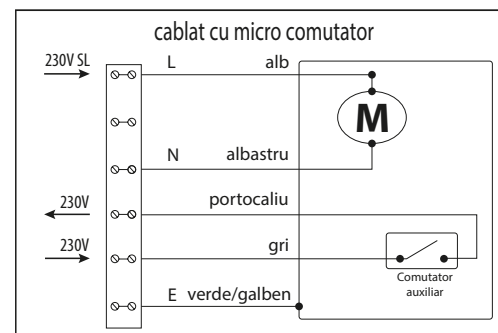 cablat cu micro comutator
230V SL
L alb
M
N albastru
portocaliu
230V
gri
230V
Comutator
auxiliar
E verde/galben